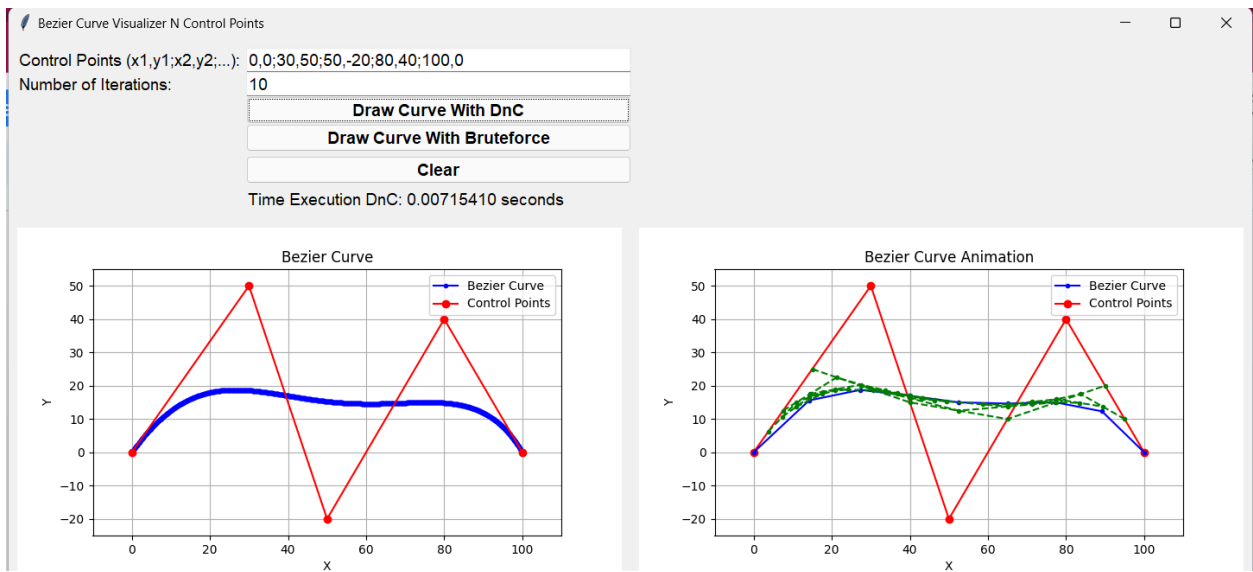 Bezier Curve Visualizer N Control Points
Control Points (x1,y1;x2,y2;...): 0,0;30,50;50,-20;80,40;100,0
Number of Iterations: 10
Draw Curve With DnC
Draw Curve With Bruteforce
Clear
Time Execution DnC: 0.00715410 seconds
Bezier Curve
Bezier Curve
Control Points
50
40
30
20
10
0
−10
−20
Y
0 20 40 60 80 100
X
Bezier Curve Animation
Bezier Curve
Control Points
50
40
30
20
10
0
−10
−20
Y
0 20 40 60 80 100
X